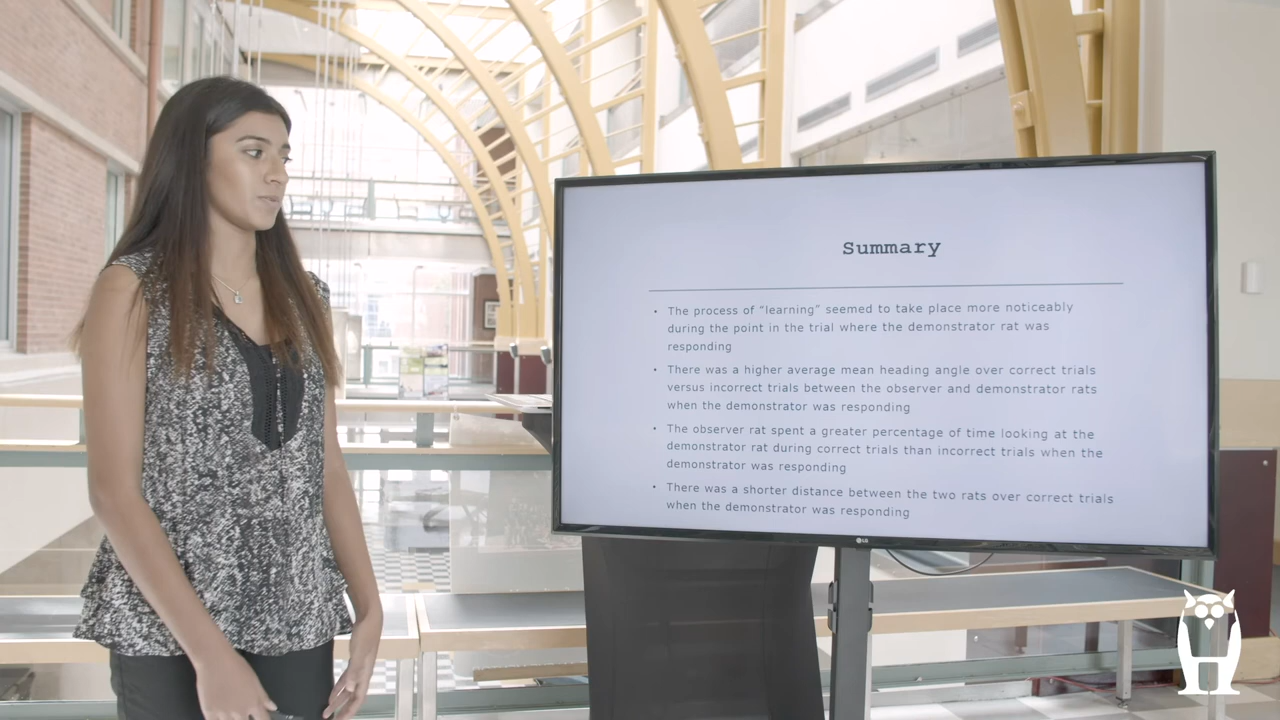 Summary
• The process of “learning” seemed to take place more noticeably
during the point in the trial where the demonstrator rat was
responding
• There was a higher average mean heading angle over correct trials
versus incorrect trials between the observer and demonstrator rats
when the demonstrator was responding
• The observer rat spent a greater percentage of time looking at the
demonstrator rat during correct trials than incorrect trials when the
demonstrator was responding
• There was a shorter distance between the two rats over correct trials
when the demonstrator was responding
LG